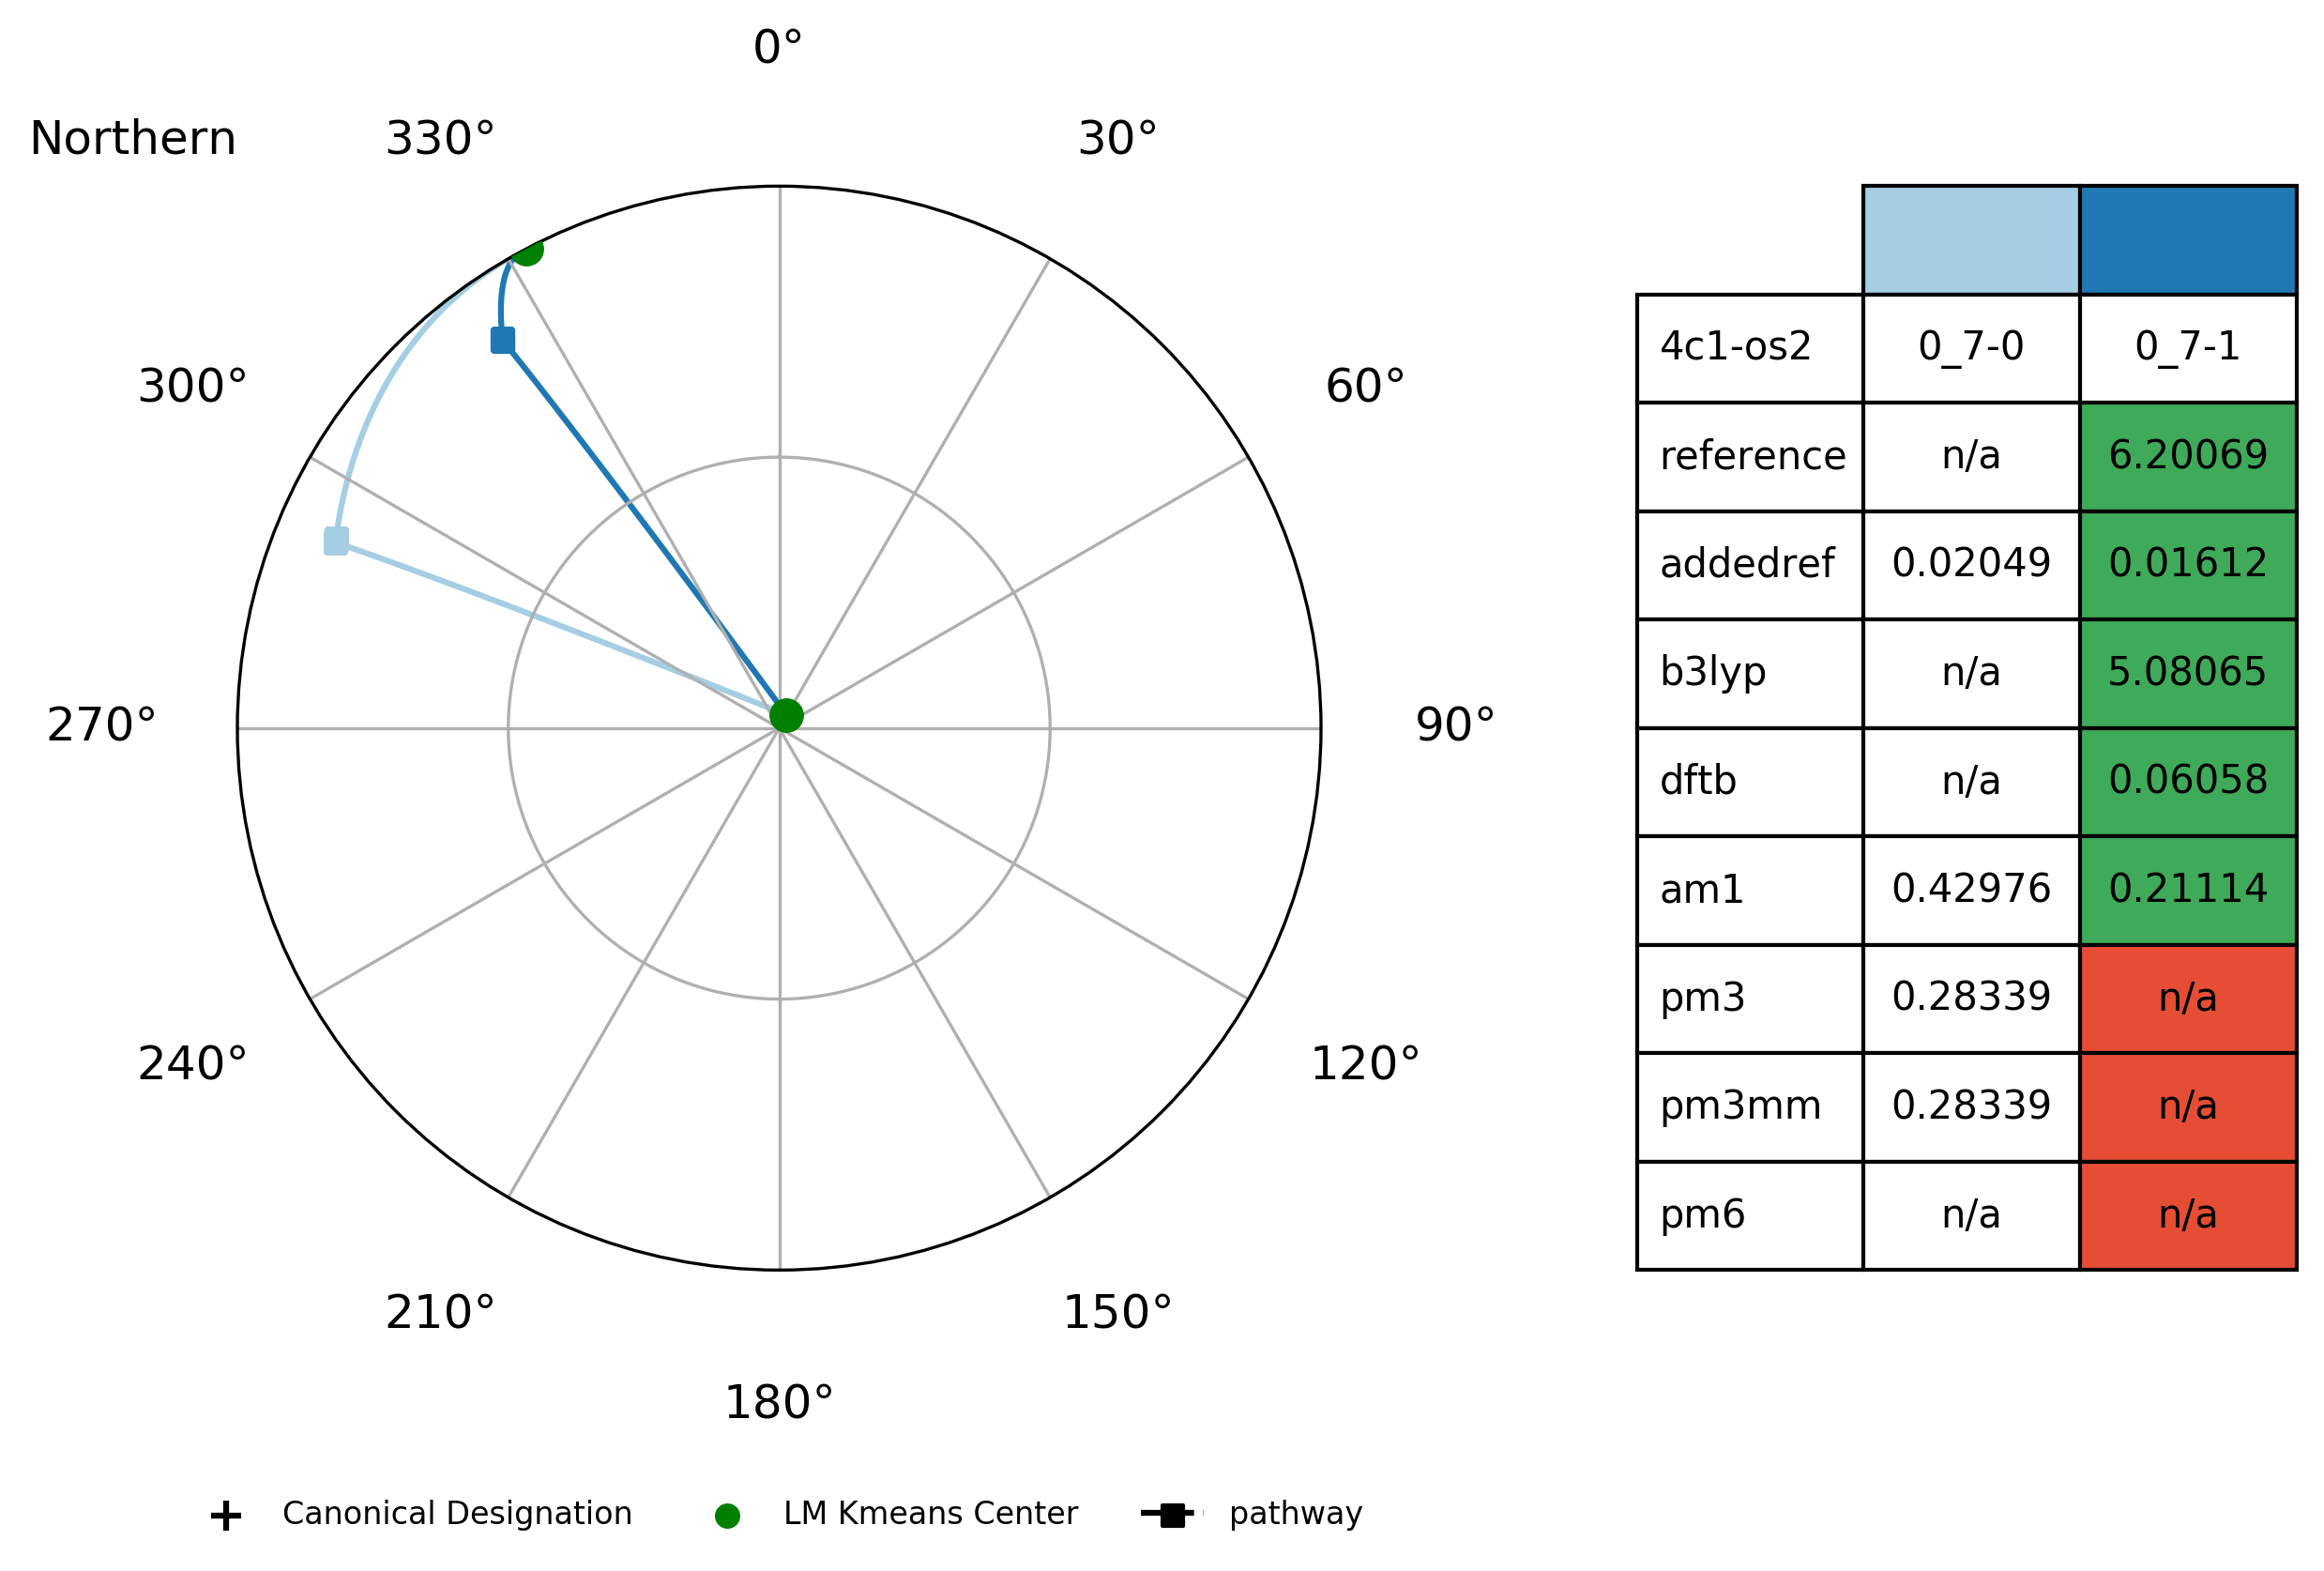 0°
Northern
330°
30°
300°
60°
270°
90°
240°
120°
210°
150°
180°
4c1-os2 0_7-0 0_7-1
reference n/a 6.20069
addedref 0.02049 0.01612
b3lyp n/a 5.08065
dftb n/a 0.06058
am1 0.42976 0.21114
pm3 0.28339 n/a
pm3mm 0.28339 n/a
pm6 n/a n/a
Canonical Designation LM Kmeans Center pathway